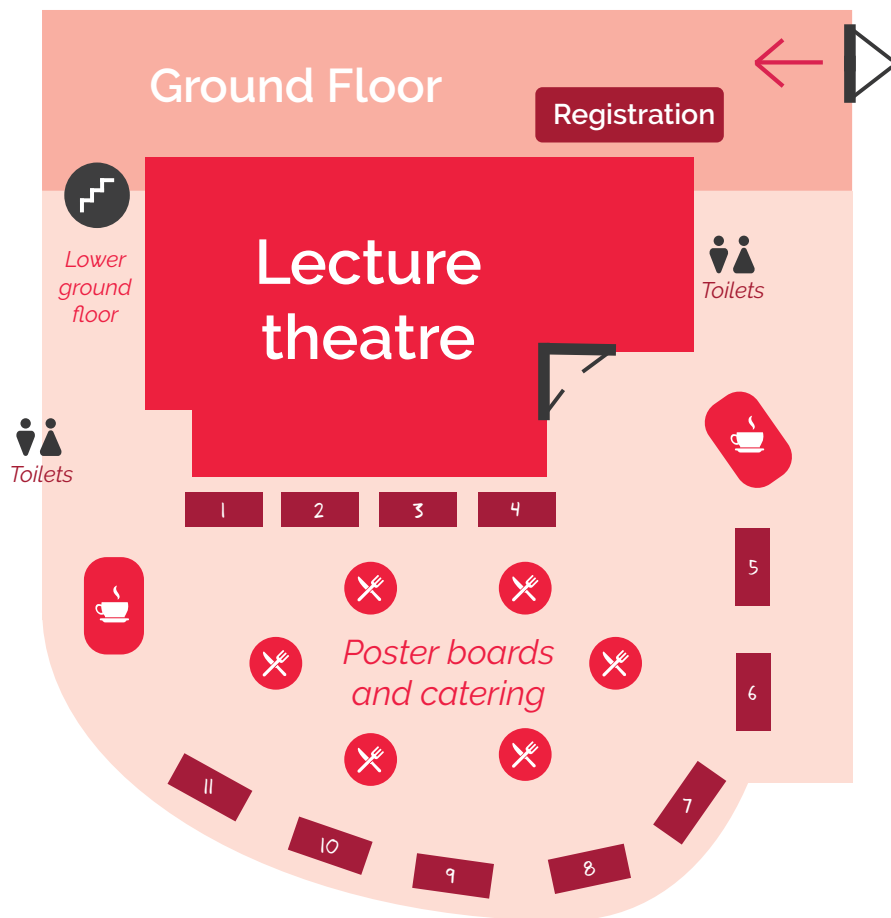 Ground Floor
Registration
Lower
ground
floor
Lecture
theatre
Toilets
Toilets
1
2
3
4
5
Poster boards
and catering
6
7
8
9
10
11